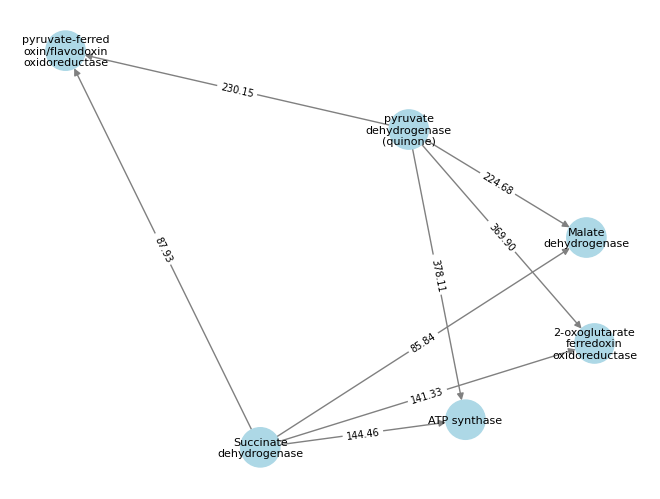 pyruvate-ferred
oxin/flavodoxin
oxidoreductase
230.15
pyruvate
dehydrogenase
(quinone)
224.68
369.90
Malate
dehydrogenase
87.93
378.11
85.84
2-oxoglutarate
ferredoxin
oxidoreductase
141.33
ATP synthase
144.46
Succinate
dehydrogenase